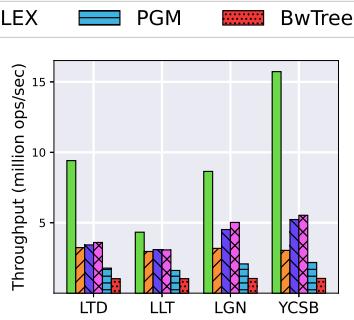 LEX PGM BwTree
Throughput (million ops/sec)
15
10
5
LTD LLT LGN YCSB